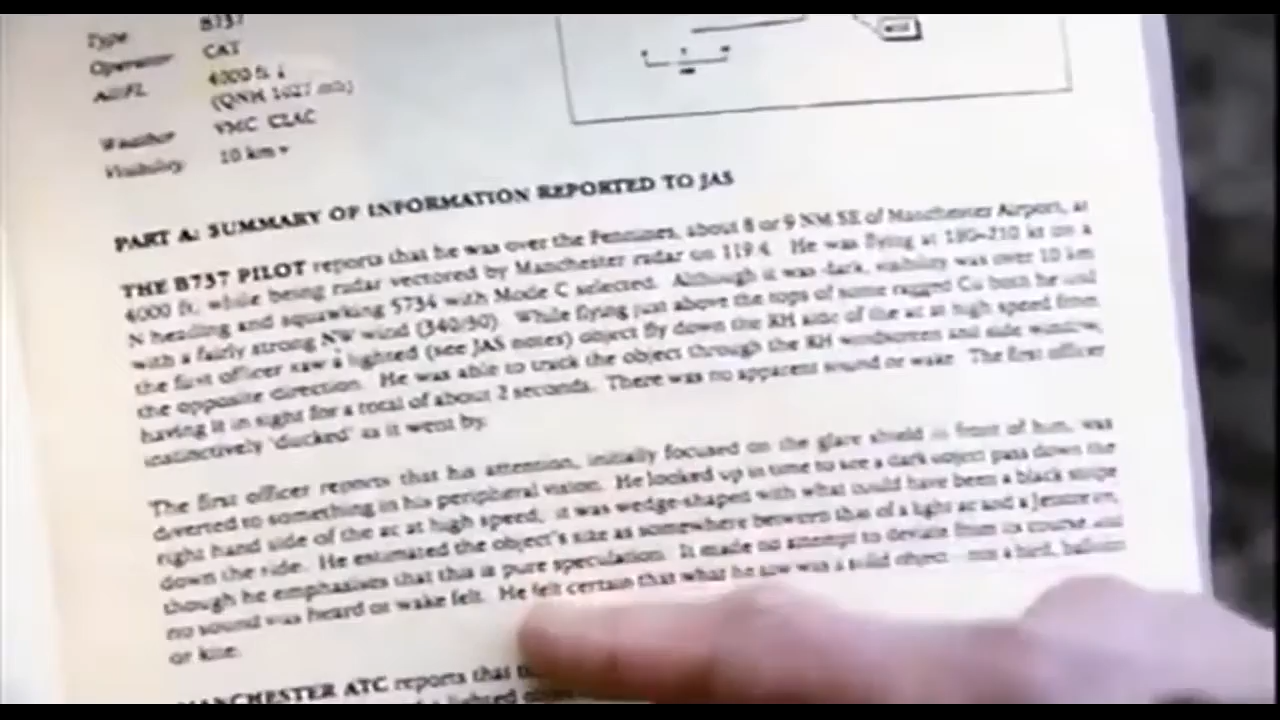 Type B737
Operator CAT
Alt/FL 4000 ft ↓
(QNH 1027 mb)
Weather VMC CLAC
Visibility 10 km +
PART A: SUMMARY OF INFORMATION REPORTED TO JAS
THE B737 PILOT reports that he was over the Pennines, about 8 or 9 NM SE of Manchester Airport, at
4000 ft, while being radar vectored by Manchester radar on 119.4. He was flying at 180-210 kt on a
N heading and squawking 5734 with Mode C selected. Although it was dark, visibility was over 10 km
with a fairly strong NW wind (340/30). While flying just above the tops of some ragged Cu both he and
the first officer saw a lighted (see JAS notes) object fly down the RH side of the ac at high speed from
the opposite direction. He was able to track the object through the RH windscreen and side window,
having it in sight for a total of about 2 seconds. There was no apparent sound or wake. The first officer
instinctively 'ducked' as it went by.
The first officer reports that his attention, initially focused on the glare shield in front of him, was
diverted to something in his peripheral vision. He looked up in time to see a dark object pass down the
right hand side of the ac at high speed; it was wedge-shaped with what could have been a black stripe
down the side. He estimated the object's size as somewhere between that of a light ac and a Jetstream,
though he emphasises that this is pure speculation. It made no attempt to deviate from its course and
no sound was heard or wake felt. He felt certain that what he saw was a solid object - not a bird, balloon
or kite.
MANCHESTER ATC reports that
a lighted